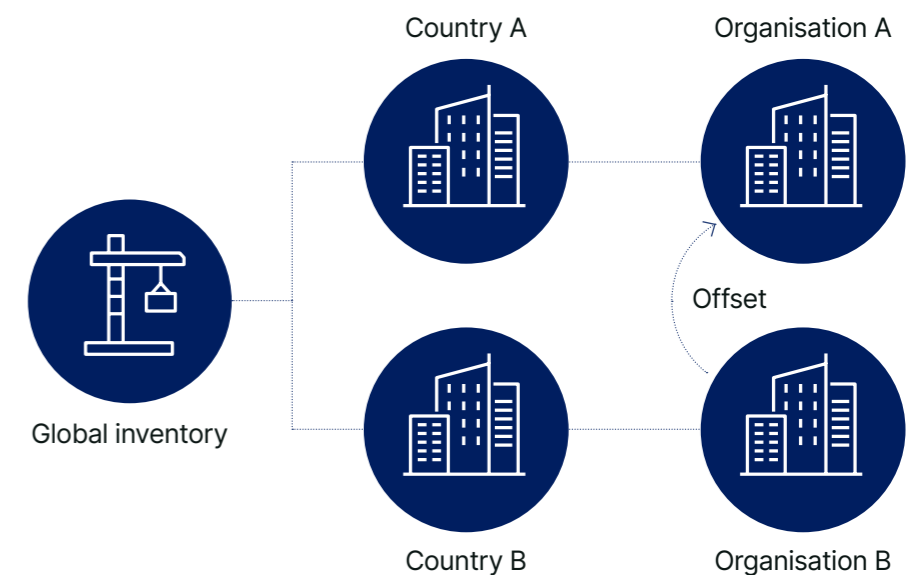 Country A
Organisation A
Offset
Global inventory
Country B
Organisation B